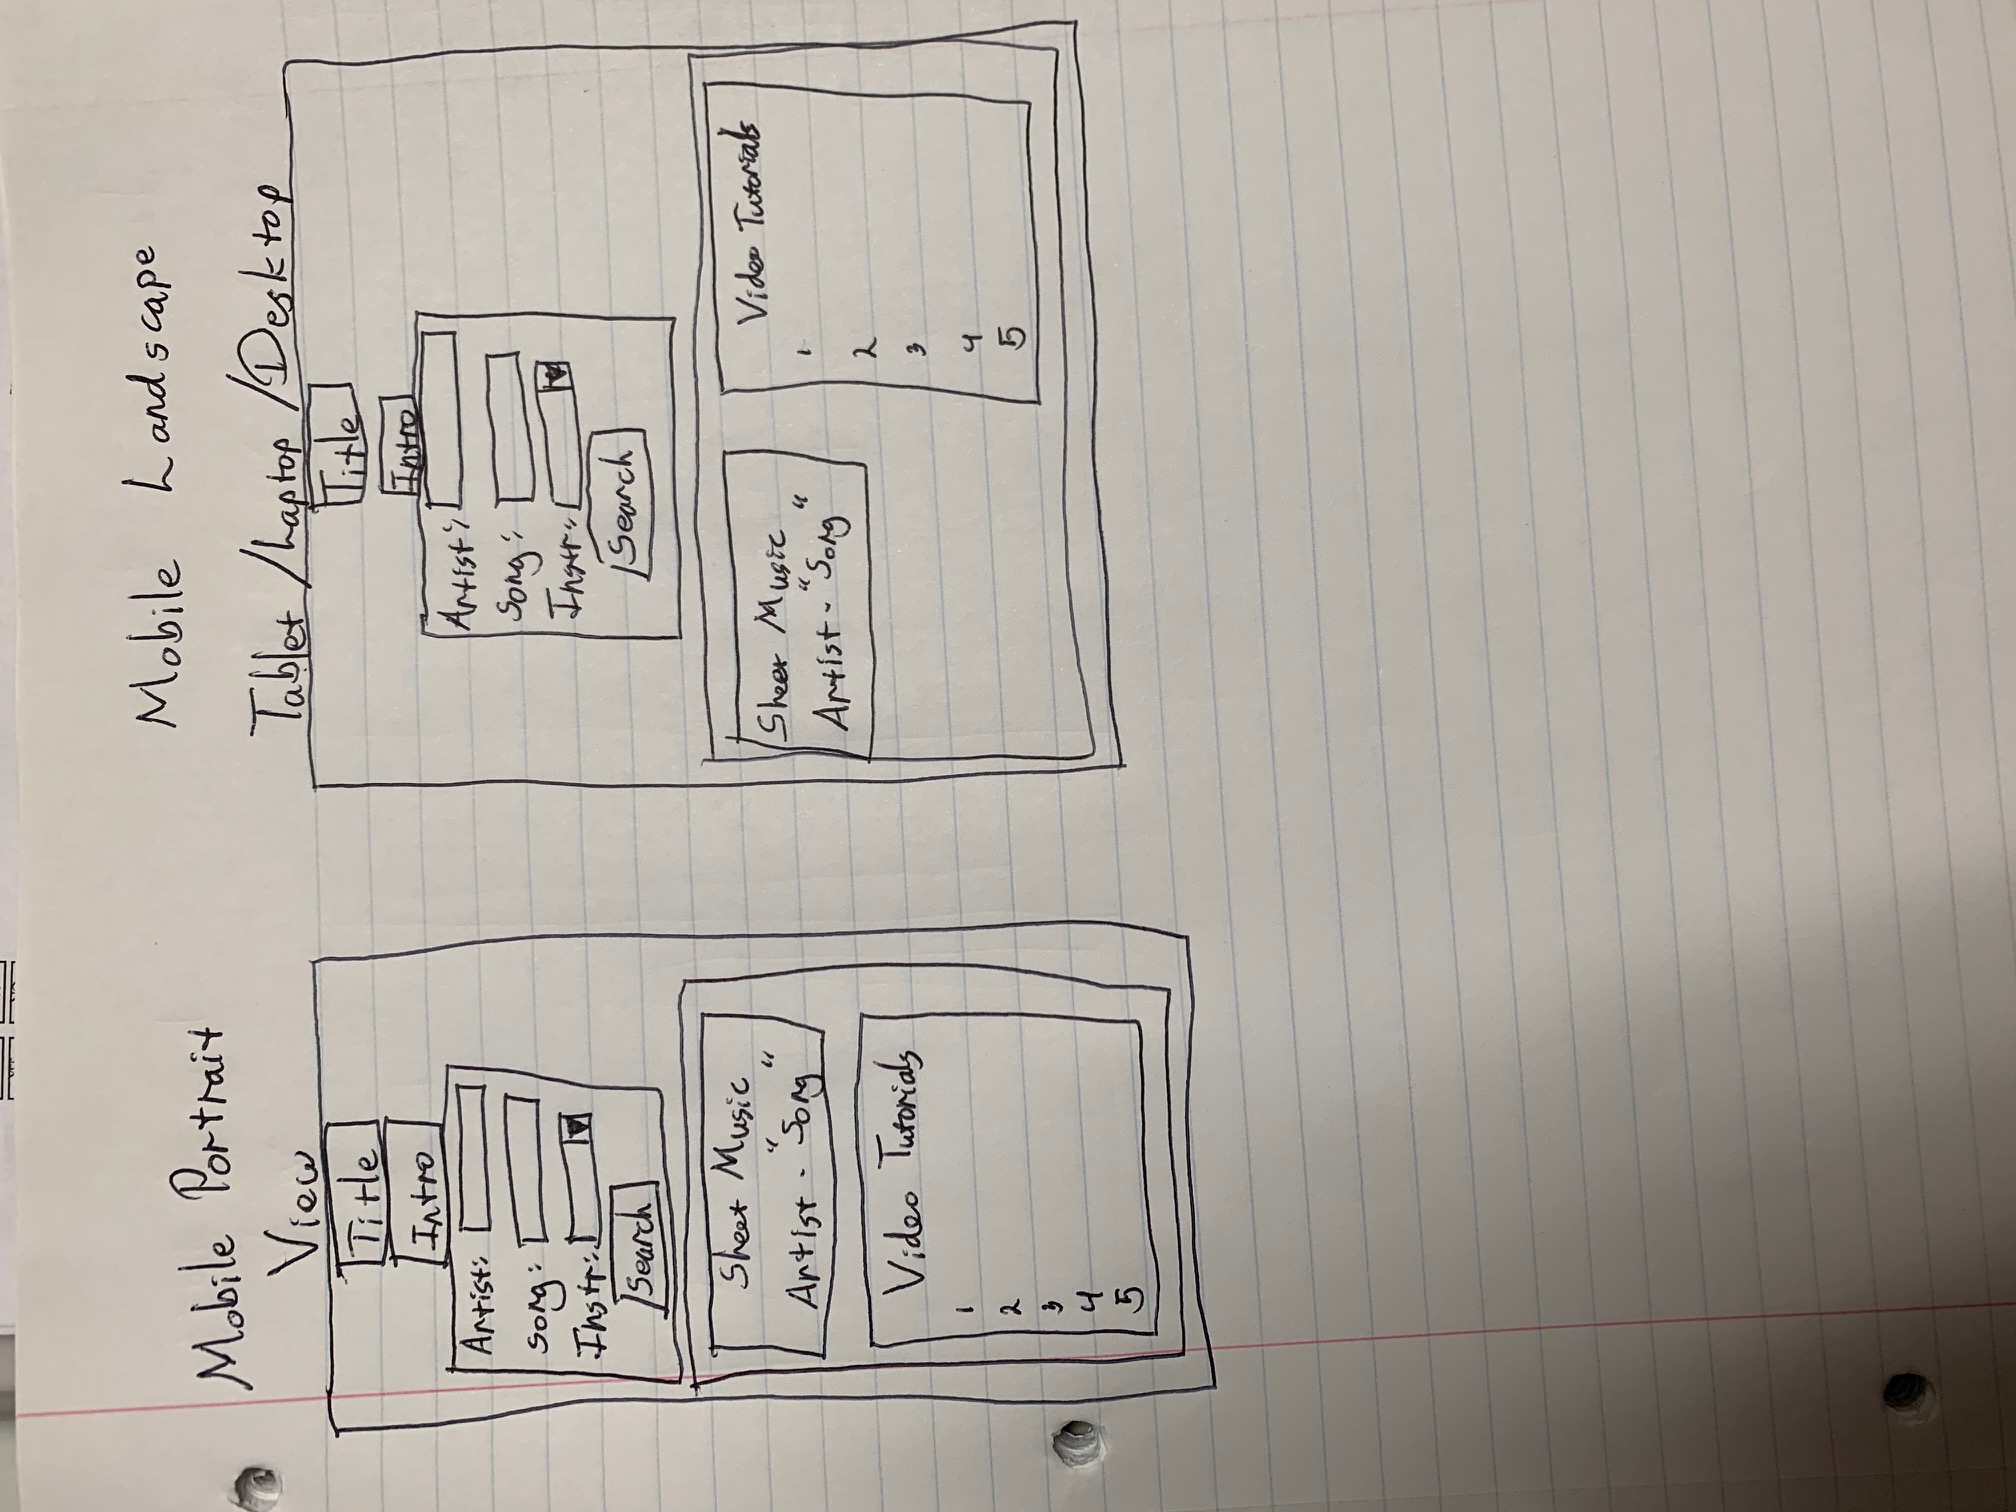 Mobile Portrait
View
Title
Intro
Artist:
Song:
Instr:
Search
Sheet Music
Artist - "Song"
Video Tutorials
1
2
3
4
5
Mobile Landscape
Tablet /Laptop /Desktop
Title
Intro
Artist:
Song:
Instr:
Search
Sheet Music
Artist - "Song"
Video Tutorials
1
2
3
4
5